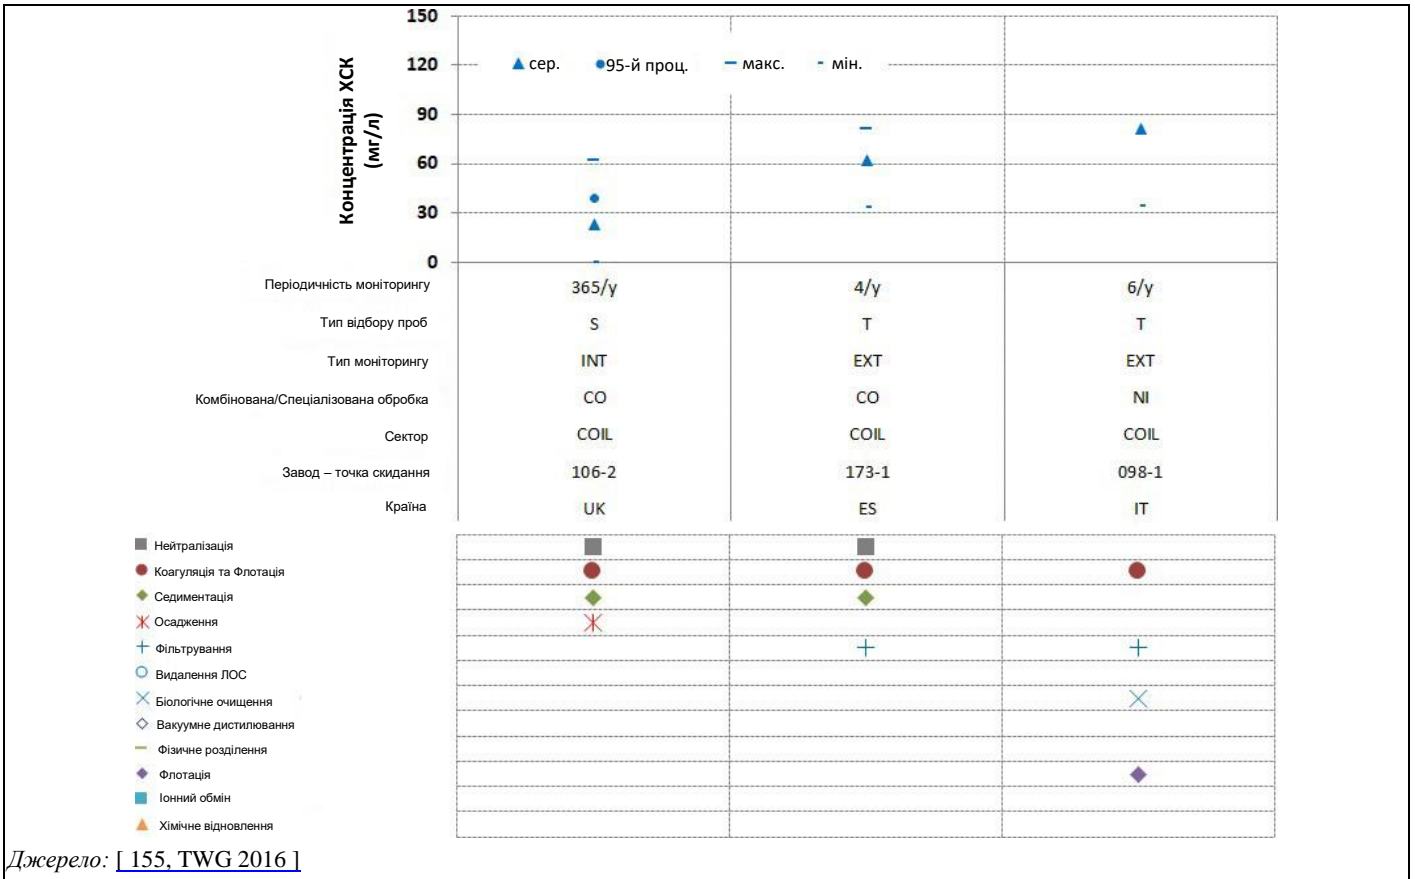 150
120
90
60
30
0
Концентрація ХСК
(мг/л)
сер. 95-й проц. макс. мін.
Періодичність моніторингу 365/y 4/y 6/y
Тип відбору проб S T T
Тип моніторингу INT EXT EXT
Комбінована/Спеціалізована обробка CO CO NI
Сектор COIL COIL COIL
Завод – точка скидання 106-2 173-1 098-1
Країна UK ES IT
Нейтралізація
Коагуляція та Флотація
Седиментація
Осадження
Фільтрування
Видалення ЛОС
Біологічне очищення
Вакуумне дистилювання
Фізичне розділення
Флотація
Іонний обмін
Хімічне відновлення
Джерело: [ 155, TWG 2016 ]